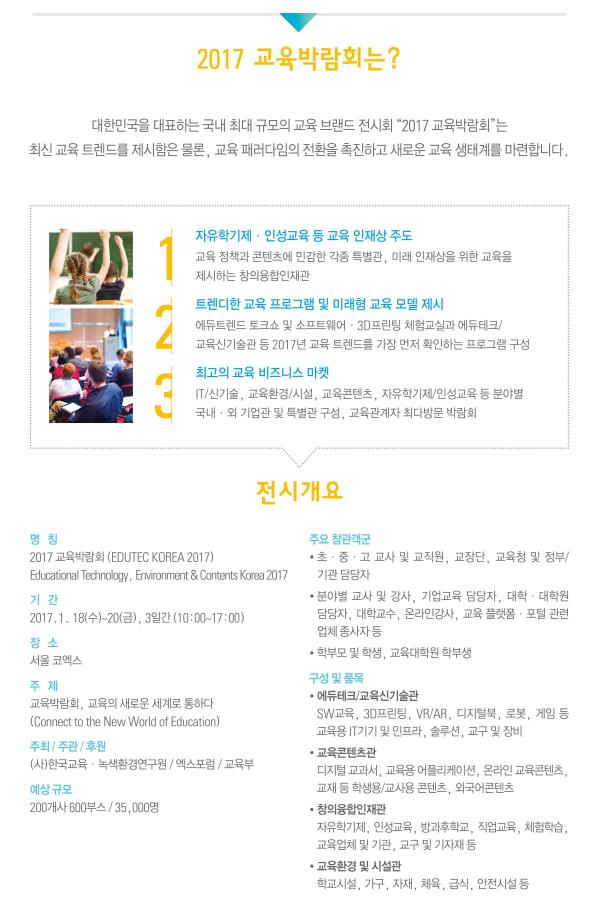 2017 교육박람회는?
대한민국을 대표하는 국내 최대 규모의 교육 브랜드 전시회 “2017 교육박람회”는
최신 교육 트렌드를 제시함은 물론, 교육 패러다임의 전환을 촉진하고 새로운 교육 생태계를 마련합니다.
1
자유학기제 · 인성교육 등 교육 인재상 주도
교육 정책과 콘텐츠에 민감한 각종 특별관, 미래 인재상을 위한 교육을
제시하는 창의융합인재관
2
트렌디한 교육 프로그램 및 미래형 교육 모델 제시
에듀트렌드 토크쇼 및 소프트웨어 · 3D프린팅 체험교실과 에듀테크/
교육신기술관 등 2017년 교육 트렌드를 가장 먼저 확인하는 프로그램 구성
3
최고의 교육 비즈니스 마켓
IT/신기술, 교육환경/시설, 교육콘텐츠, 자유학기제/인성교육 등 분야별
국내 · 외 기업관 및 특별관 구성, 교육관계자 최다방문 박람회
전시개요
명 칭
2017 교육박람회 (EDUTEC KOREA 2017)
Educational Technology, Environment & Contents Korea 2017
기 간
2017.1. 18(수)~20(금), 3일간 (10:00~17:00)
장 소
서울 코엑스
주 제
교육박람회, 교육의 새로운 세계로 통하다
(Connect to the New World of Education)
주최 / 주관 / 후원
(사)한국교육 · 녹색환경연구원 / 엑스포럼 / 교육부
예상 규모
200개사 600부스 / 35,000명
주요 참관객군
• 초 · 중 · 고 교사 및 교직원, 교장단, 교육청 및 정부/
기관 담당자
• 분야별 교사 및 강사, 기업교육 담당자, 대학 · 대학원
담당자, 대학교수, 온라인강사, 교육 플랫폼 · 포털 관련
업체 종사자 등
• 학부모 및 학생, 교육대학원 학부생
구성 및 품목
• 에듀테크/교육신기술관
SW교육, 3D프린팅, VR/AR, 디지털북, 로봇, 게임 등
교육용 IT기기 및 인프라, 솔루션, 교구 및 장비
• 교육콘텐츠관
디지털 교과서, 교육용 어플리케이션, 온라인 교육콘텐츠,
교재 등 학생용/교사용 콘텐츠, 외국어콘텐츠
• 창의융합인재관
자유학기제, 인성교육, 방과후학교, 직업교육, 체험학습,
교육업체 및 기관, 교구 및 기자재 등
• 교육환경 및 시설관
학교시설, 가구, 자재, 체육, 급식, 안전시설 등